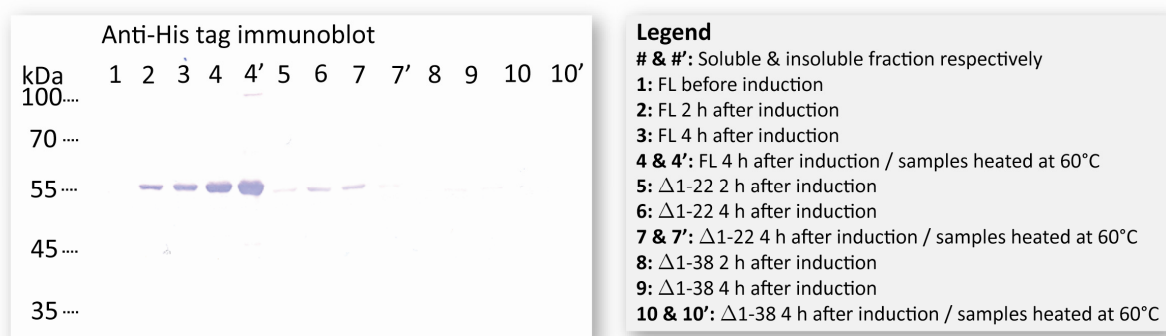 Anti-His tag immunoblot
kDa 1 2 3 4 4’ 5 6 7 7’ 8 9 10 10’
100....
70 ....
55 ....
45 ....
35 ....
Legend
# & #’: Soluble & insoluble fraction respectively
1: FL before induction
2: FL 2 h after induction
3: FL 4 h after induction
4 & 4’: FL 4 h after induction / samples heated at 60°C
5: Δ1-22 2 h after induction
6: Δ1-22 4 h after induction
7 & 7’: Δ1-22 4 h after induction / samples heated at 60°C
8: Δ1-38 2 h after induction
9: Δ1-38 4 h after induction
10 & 10’: Δ1-38 4 h after induction / samples heated at 60°C